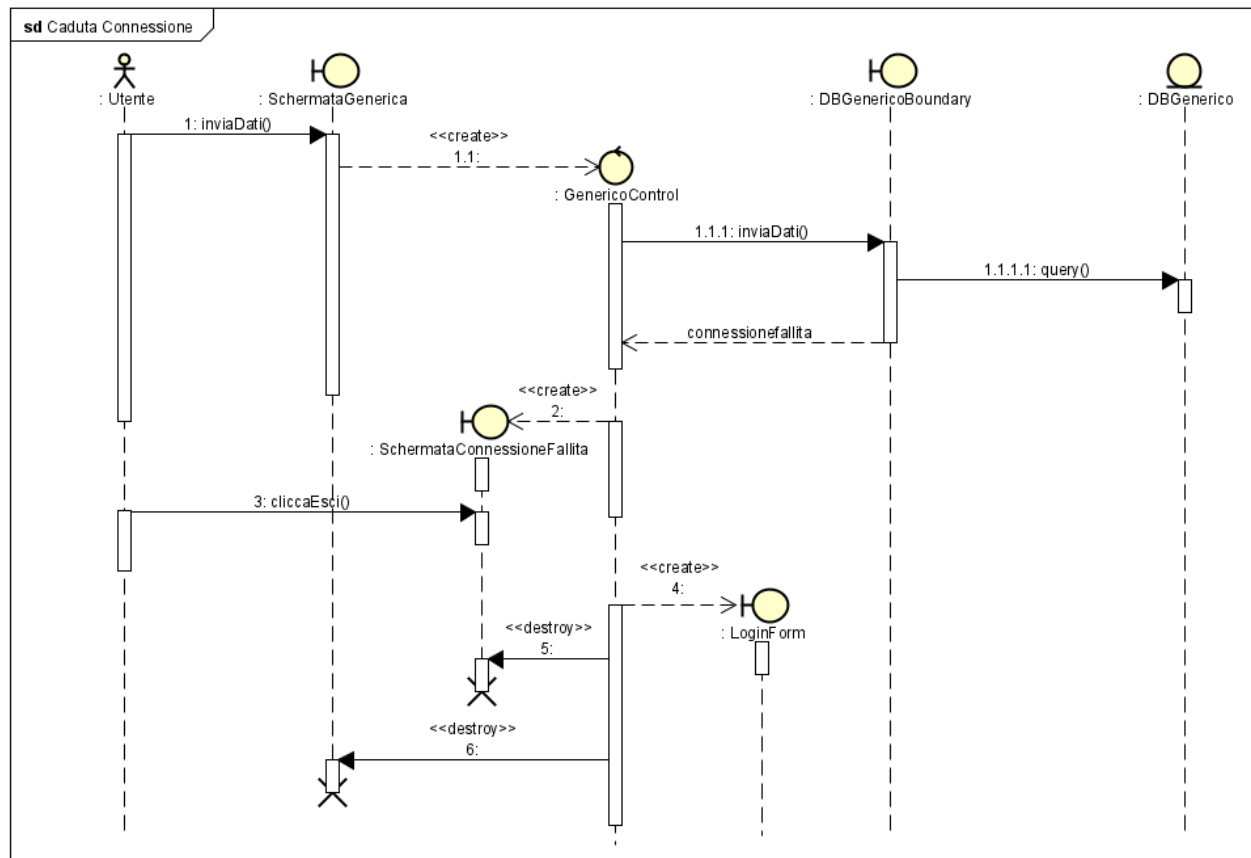 sd Caduta Connessione
: Utente
: SchermataGenerica
: DBGenericoBoundary
: DBGenerico
1: inviaDati()
<<create>>
1.1:
: GenericoControl
1.1.1: inviaDati()
1.1.1.1: query()
connessionefallita
<<create>>
2:
: SchermataConnessioneFallita
3: cliccaEsci()
<<create>>
4:
: LoginForm
<<destroy>>
5:
<<destroy>>
6: